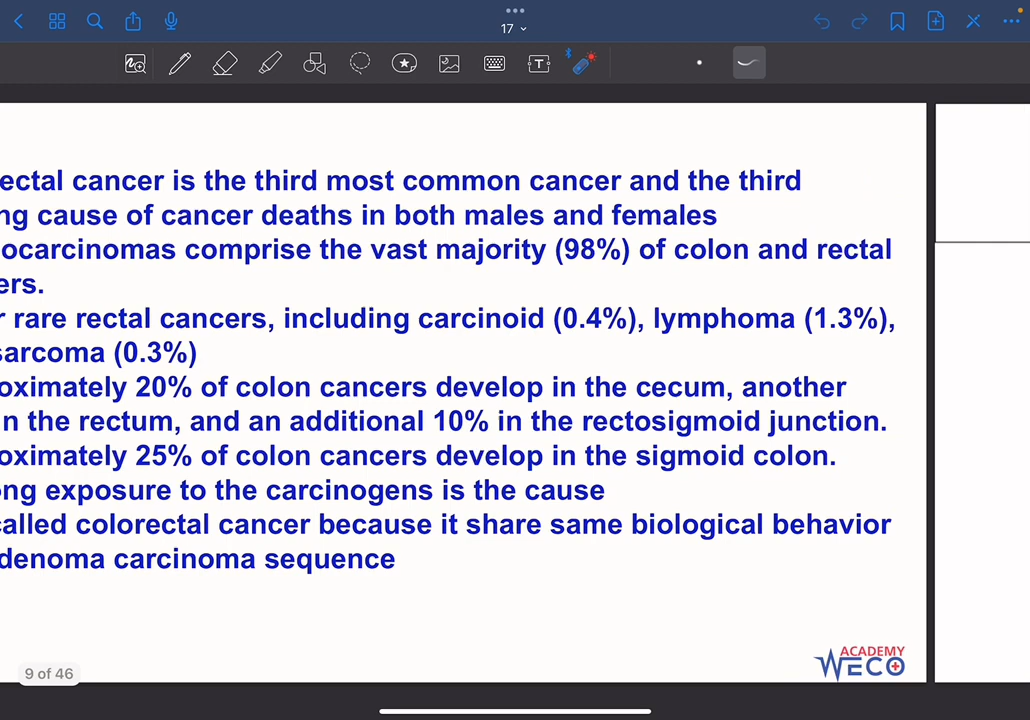 17
ectal cancer is the third most common cancer and the third
ng cause of cancer deaths in both males and females
ocarcinomas comprise the vast majority (98%) of colon and rectal
ers.
r rare rectal cancers, including carcinoid (0.4%), lymphoma (1.3%),
sarcoma (0.3%)
oximately 20% of colon cancers develop in the cecum, another
n the rectum, and an additional 10% in the rectosigmoid junction.
oximately 25% of colon cancers develop in the sigmoid colon.
ong exposure to the carcinogens is the cause
called colorectal cancer because it share same biological behavior
denoma carcinoma sequence
ACADEMY
WECO
9 of 46